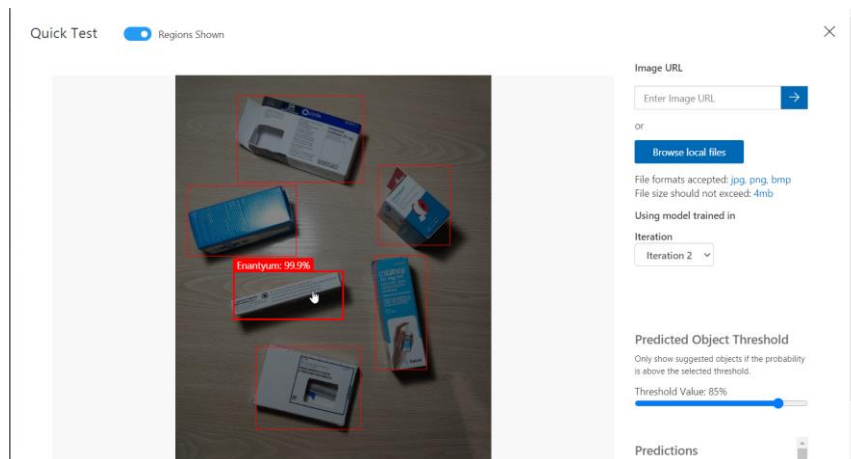 Quick Test
Regions Shown
Image URL
Enter Image URL
or
Browse local files
File formats accepted: jpg, png, bmp
File size should not exceed: 4mb
Using model trained in
Iteration
Iteration 2
Enantyum: 99.9%
Predicted Object Threshold
Only show suggested objects if the probability
is above the selected threshold.
Threshold Value: 85%
Predictions